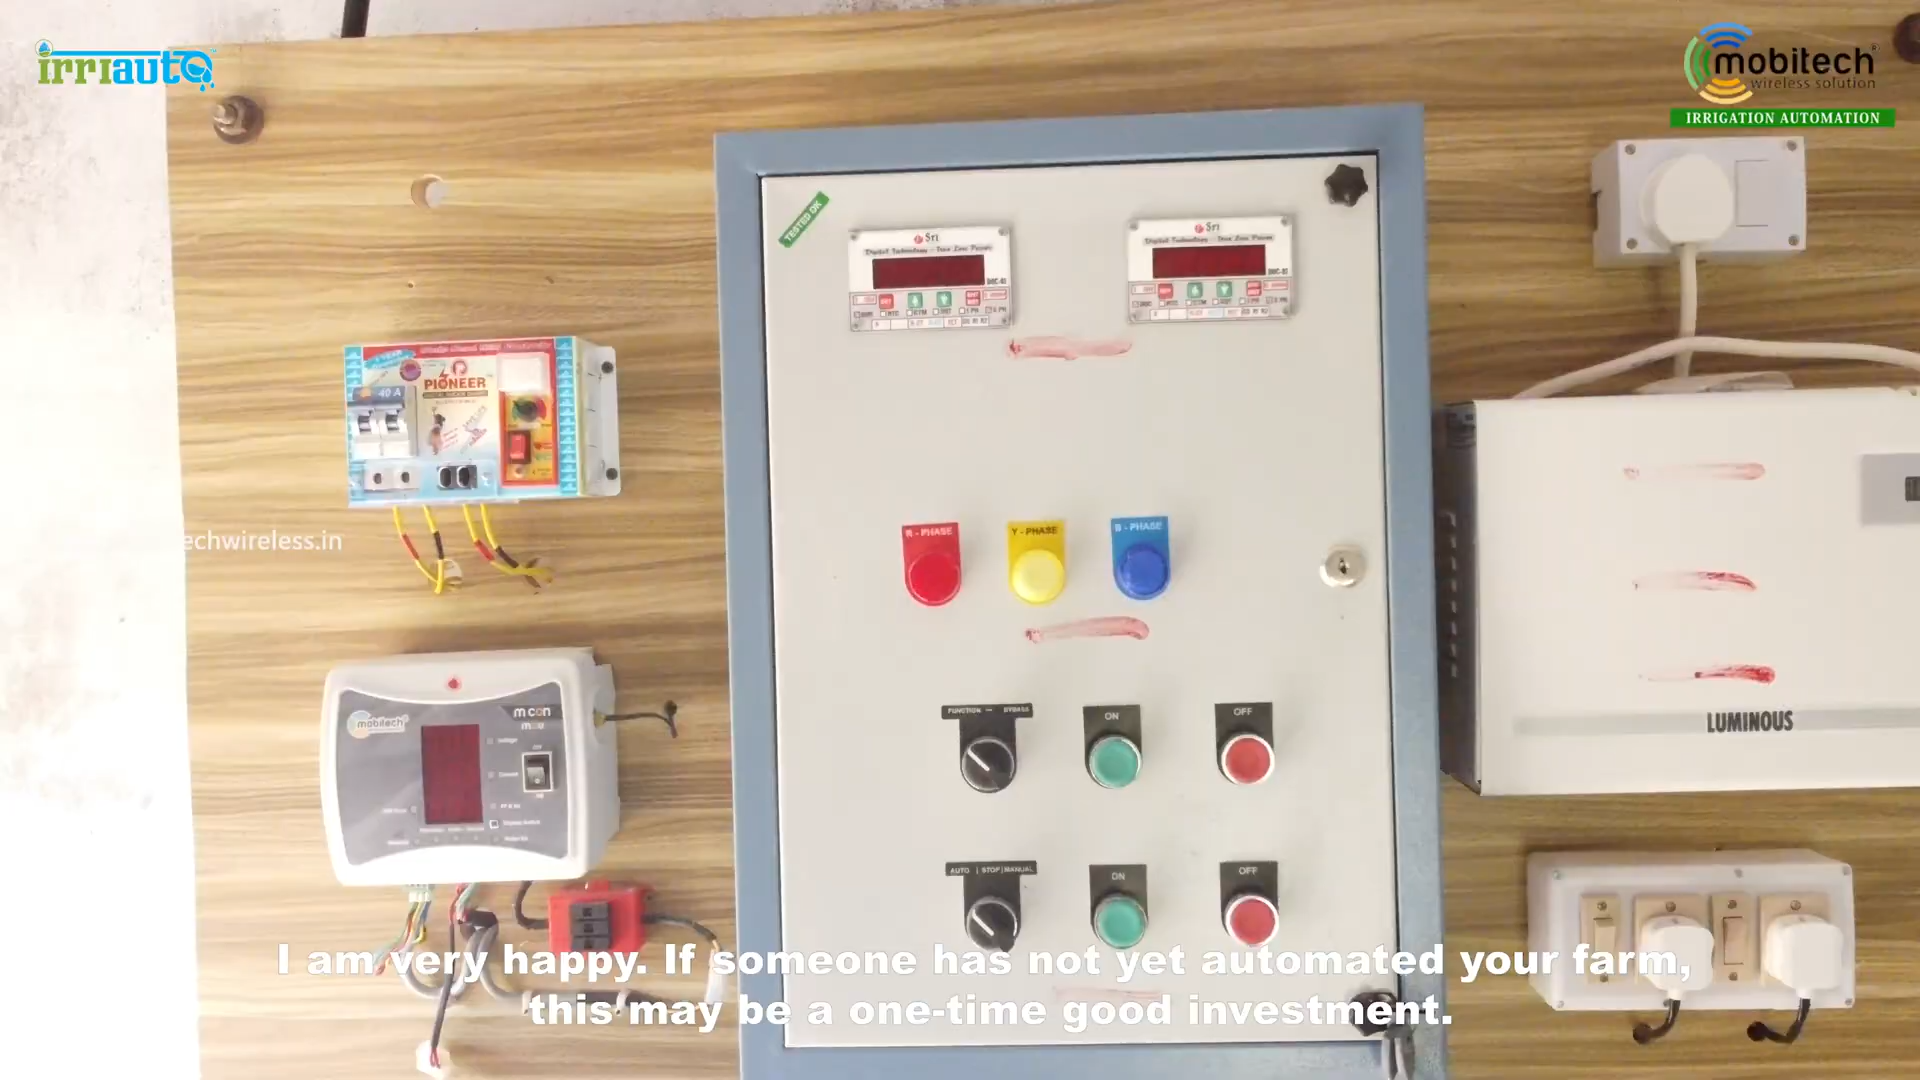 irriauto
mobitech
wireless solution
IRRIGATION AUTOMATION
TESTED OK
Sri
Sri
PIONEER
40 A
R - PHASE
Y - PHASE
B - PHASE
echwireless.in
mobitech
m con
FUNCTION
BYPASS
ON
OFF
LUMINOUS
AUTO | STOP | MANUAL
ON
OFF
I am very happy. If someone has not yet automated your farm,
this may be a one-time good investment.